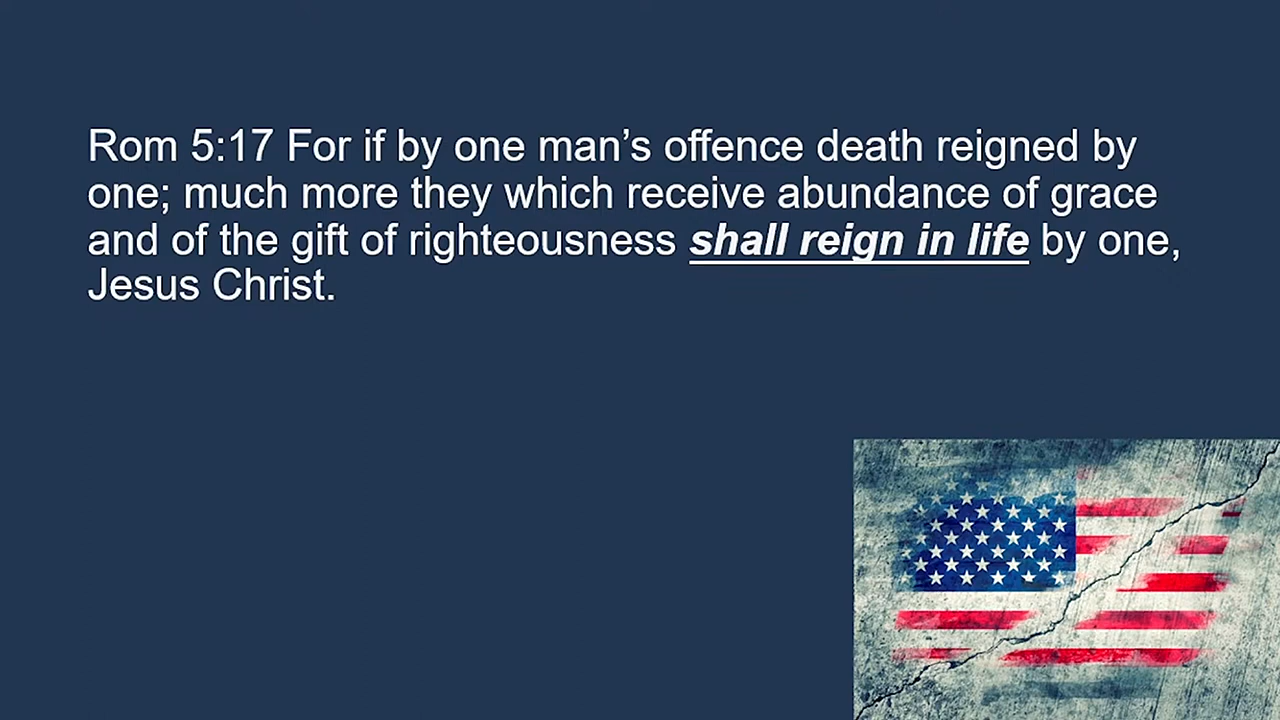 Rom 5:17 For if by one man’s offence death reigned by
one; much more they which receive abundance of grace
and of the gift of righteousness shall reign in life by one,
Jesus Christ.